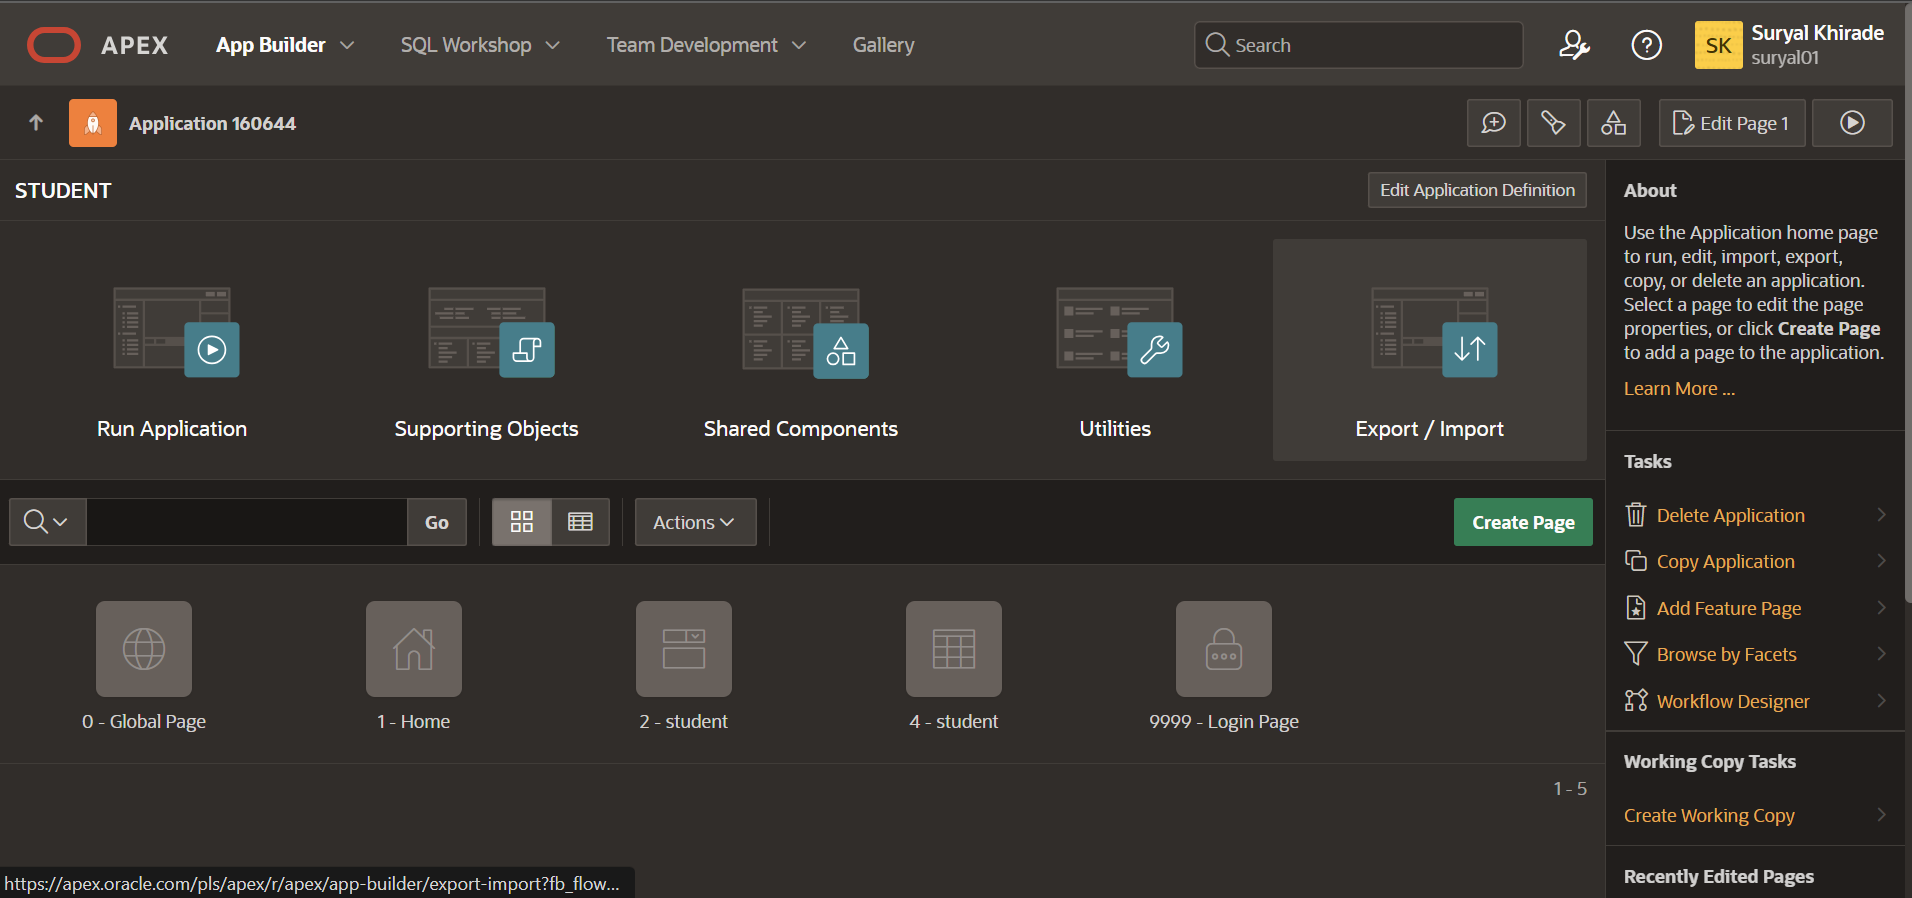 APEX
App Builder
SQL Workshop
Team Development
Gallery
Search
SK
Suryal Khirade
suryal01
Application 160644
Edit Page 1
STUDENT
Edit Application Definition
Run Application
Supporting Objects
Shared Components
Utilities
Export / Import
Go
Actions
Create Page
0 - Global Page
1 - Home
2 - student
4 - student
9999 - Login Page
1 - 5
About
Use the Application home page
to run, edit, import, export,
copy, or delete an application.
Select a page to edit the page
properties, or click Create Page
to add a page to the application.
Learn More ...
Tasks
Delete Application
Copy Application
Add Feature Page
Browse by Facets
Workflow Designer
Working Copy Tasks
Create Working Copy
Recently Edited Pages
https://apex.oracle.com/pls/apex/r/apex/app-builder/export-import?fb_flow...